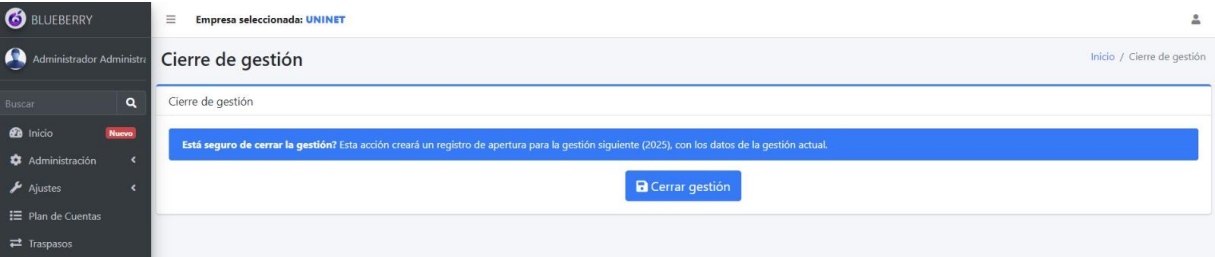 BLUEBERRY
Empresa seleccionada: UNINET
Administrador Administra
Cierre de gestión
Inicio / Cierre de gestión
Buscar
Cierre de gestión
Inicio
Nuevo
Está seguro de cerrar la gestión? Esta acción creará un registro de apertura para la gestión siguiente (2025), con los datos de la gestión actual.
Administración
Ajustes
Cerrar gestión
Plan de Cuentas
Traspasos